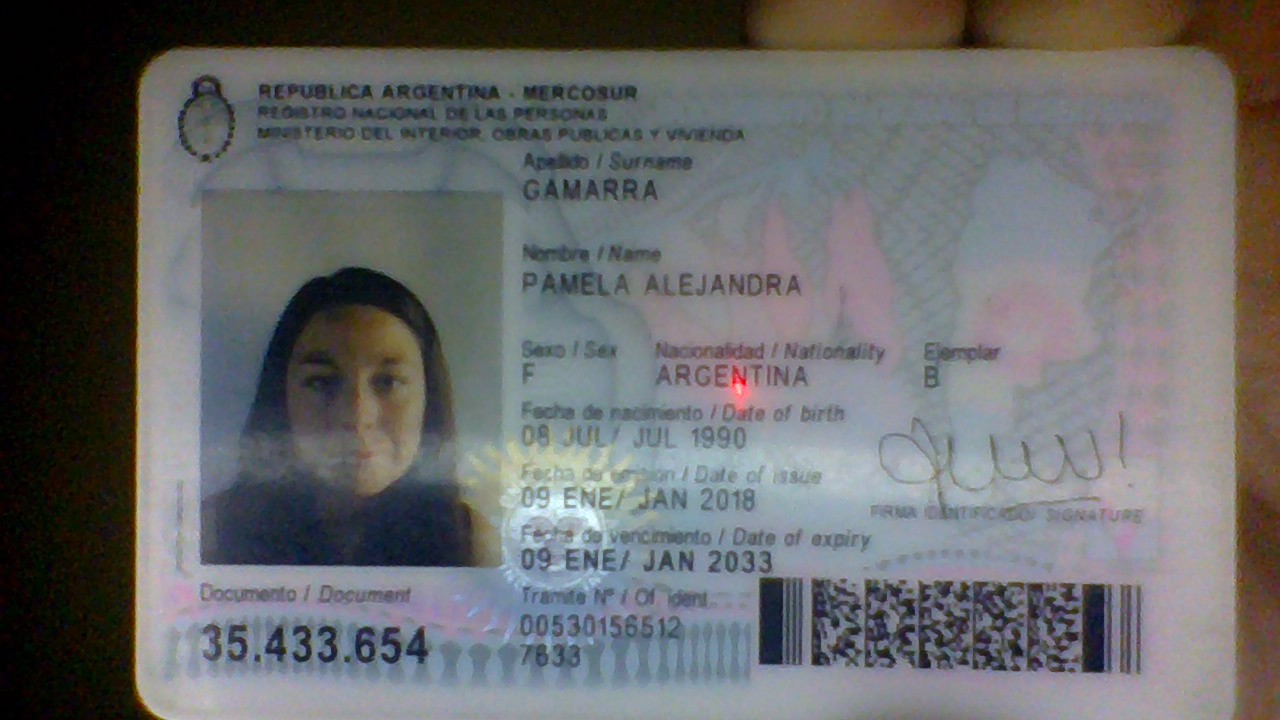 REPUBLICA ARGENTINA - MERCOSUR
REGISTRO NACIONAL DE LAS PERSONAS
MINISTERIO DEL INTERIOR, OBRAS PUBLICAS Y VIVIENDA
Apellido / Surname
GAMARRA
Nombre / Name
PAMELA ALEJANDRA
Sexo / Sex Nacionalidad / Nationality Ejemplar
F ARGENTINA B
Fecha de nacimiento / Date of birth
08 JUL/ JUL 1990
Fecha de emision / Date of issue
09 ENE/ JAN 2018
FIRMA IDENTIFICADO/ SIGNATURE
Fecha de vencimiento / Date of expiry
09 ENE/ JAN 2033
Documento / Document
35.433.654
Tramite Nº / Of. ident.
00530156512
7633